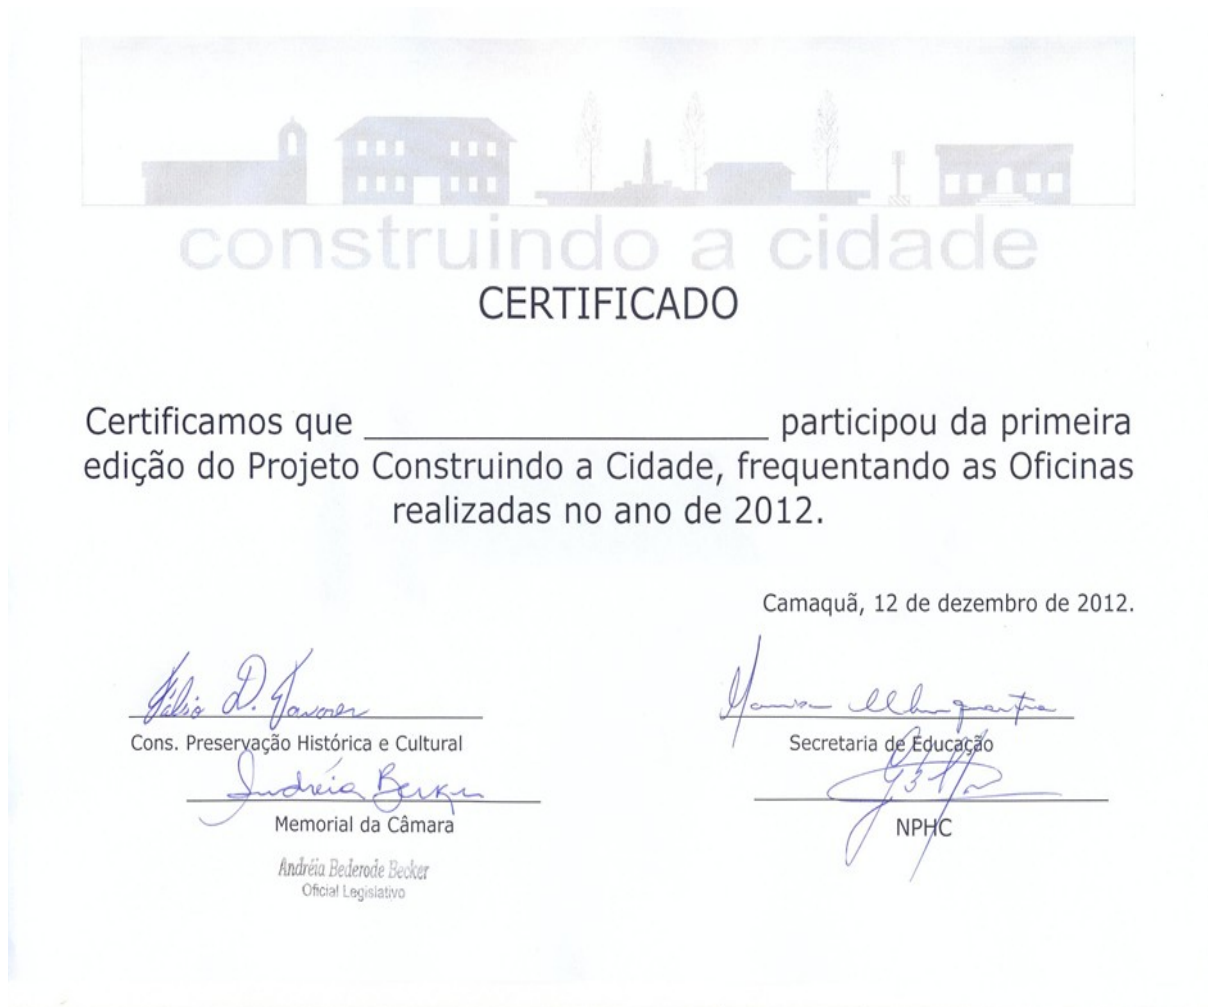 construindo a cidade
CERTIFICADO
Certificamos que ____________________ participou da primeira
edição do Projeto Construindo a Cidade, frequentando as Oficinas
realizadas no ano de 2012.
Camaquã, 12 de dezembro de 2012.
Cons. Preservação Histórica e Cultural
Secretaria de Educação
Andréia Becker
Memorial da Câmara
NPHC
Andréia Bederode Becker
Oficial Legislativo